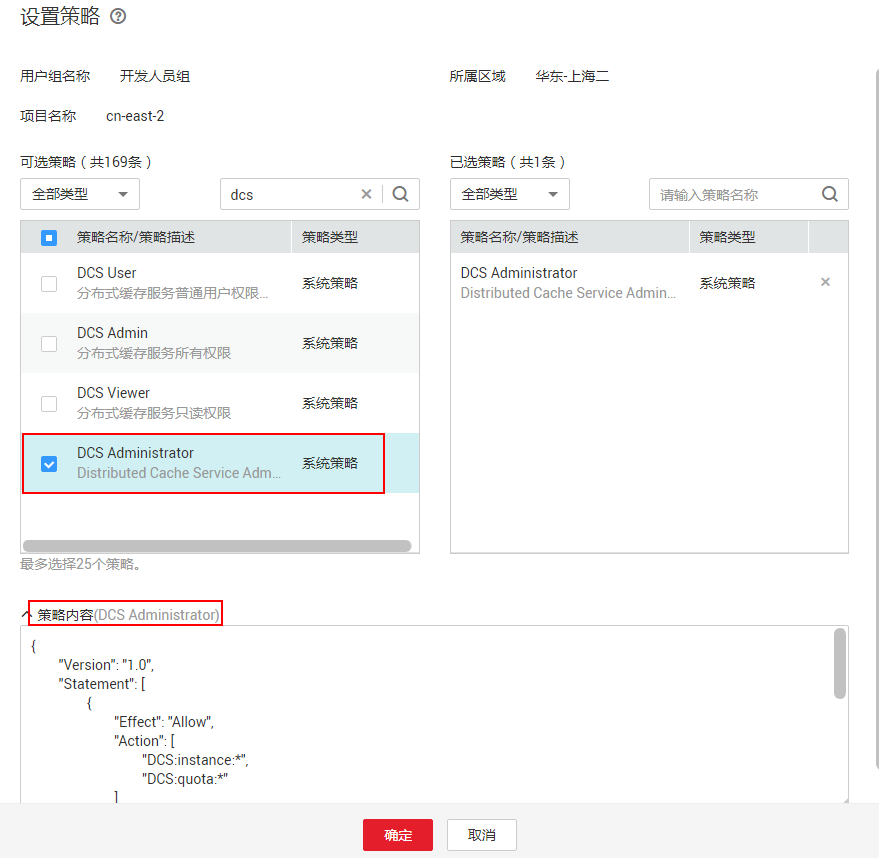 设置策略 ?
用户组名称 开发人员组 所属区域 华东-上海二
项目名称 cn-east-2
可选策略（共169条） 已选策略（共1条）
全部类型 dcs 全部类型 请输入策略名称
策略名称/策略描述 策略类型 策略名称/策略描述 策略类型
DCS User
分布式缓存服务普通用户权限...
系统策略
DCS Administrator
Distributed Cache Service Admin...
系统策略
DCS Admin
分布式缓存服务所有权限
系统策略
DCS Viewer
分布式缓存服务只读权限
系统策略
DCS Administrator
Distributed Cache Service Adm...
系统策略
最多选择25个策略。
策略内容(DCS Administrator)
{
"Version": "1.0",
"Statement": [
{
"Effect": "Allow",
"Action": [
"DCS:instance:*",
"DCS:quota:*"
]
确定 取消